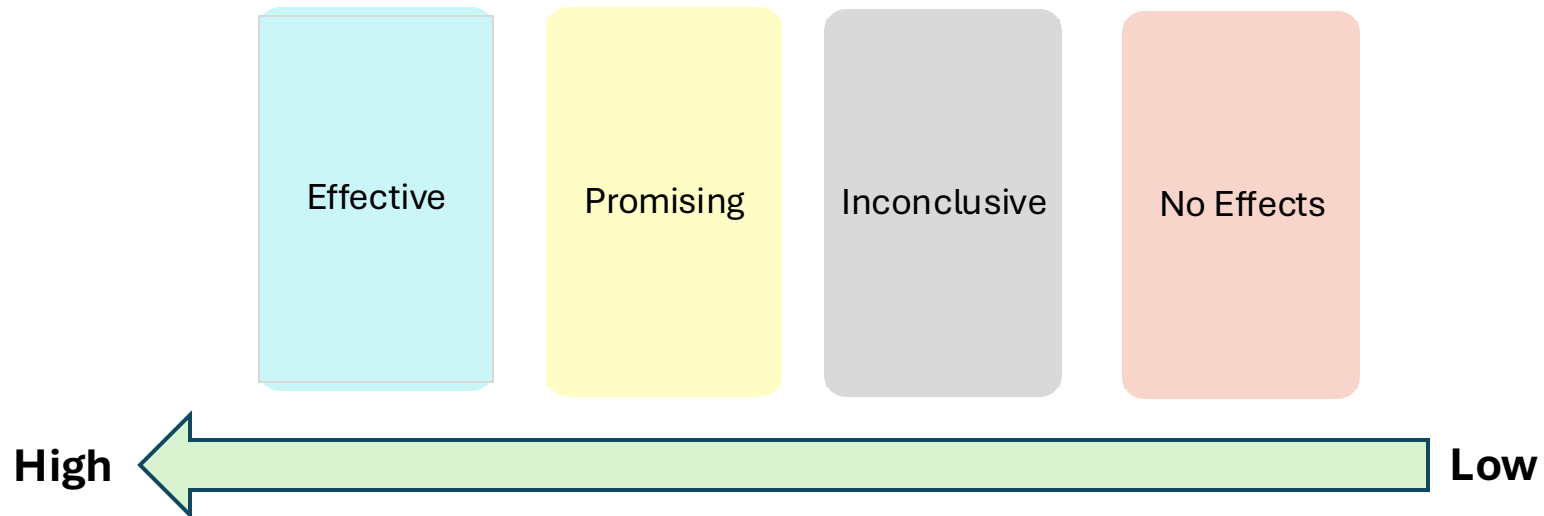 Effective
Promising
Inconclusive
No Effects
High
Low